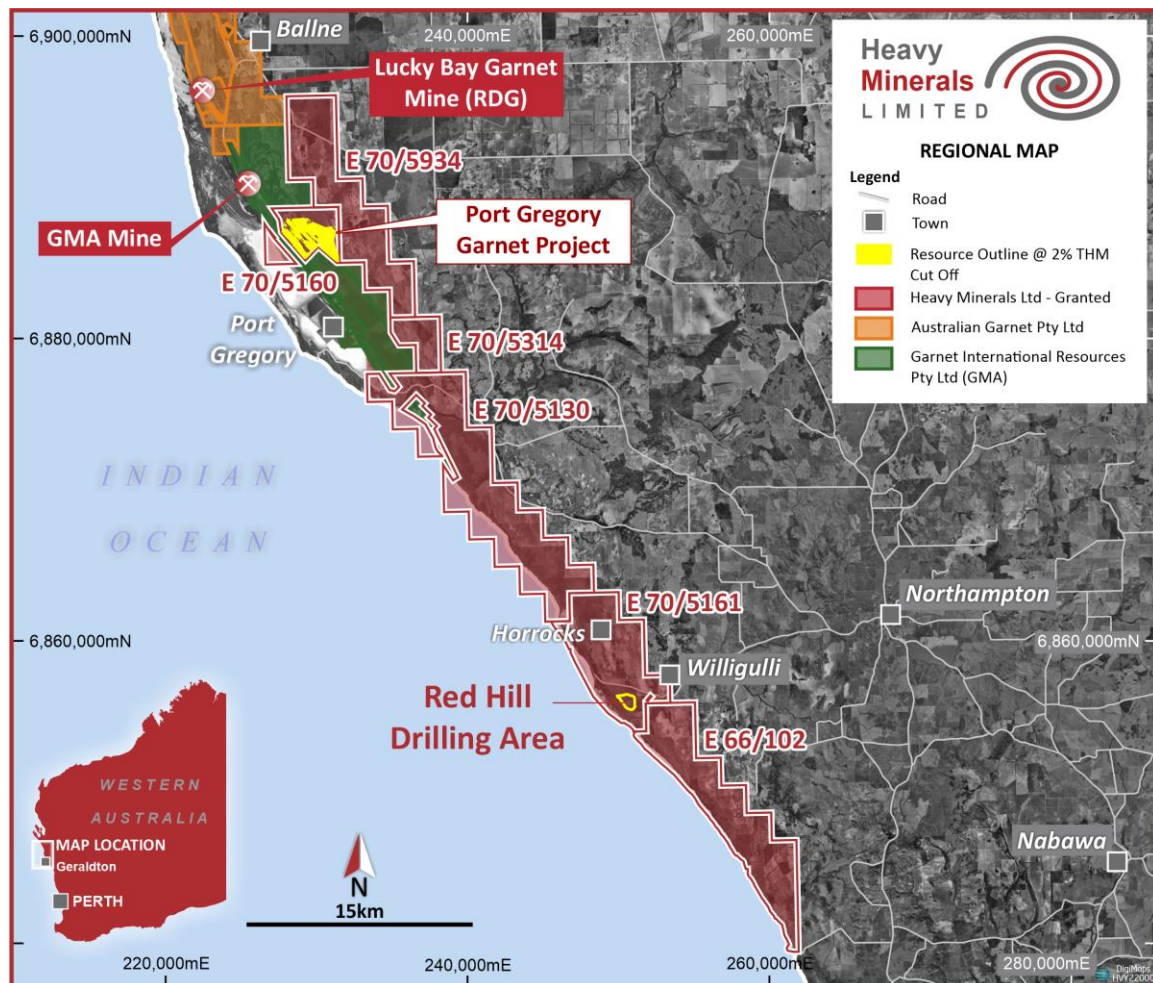 6,900,000mN
Ballne
240,000mE
260,000mE
Lucky Bay Garnet
Mine (RDG)
Heavy
Minerals
LIMITED
REGIONAL MAP
Legend
Road
Town
Resource Outline @ 2% THM
Cut Off
Heavy Minerals Ltd - Granted
Australian Garnet Pty Ltd
Garnet International Resources
Pty Ltd (GMA)
E 70/5934
GMA Mine
Port Gregory
Garnet Project
E 70/5160
Port
Gregory
6,880,000mN
E 70/5314
E 70/5130
INDIAN
OCEAN
E 70/5161
Northampton
Horrocks
6,860,000mN
6,860,000mN
Willigulli
Red Hill
Drilling Area
E 66/102
WESTERN
AUSTRALIA
MAP LOCATION
Geraldton
PERTH
N
15km
Nabawa
220,000mE
240,000mE
260,000mE
280,000mE
DigiMaps